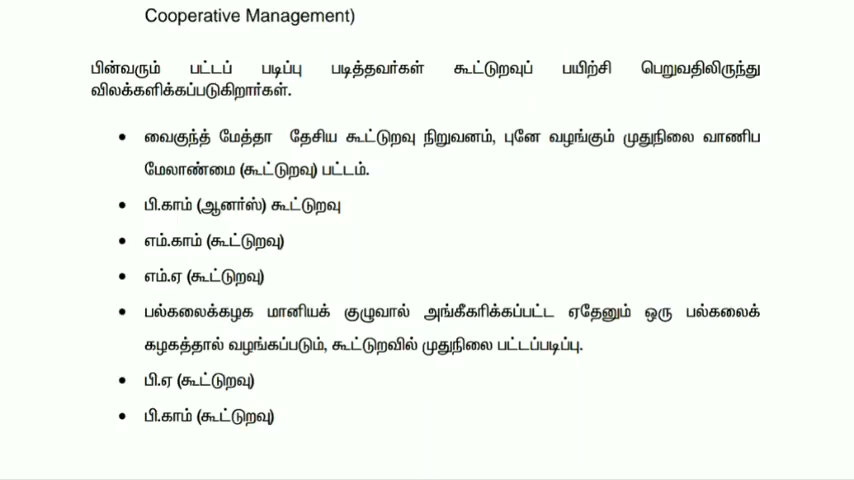 Cooperative Management)
பின்வரும் பட்டப் படிப்பு படித்தவர்கள் கூட்டுறவுப் பயிற்சி பெறுவதிலிருந்து
விலக்களிக்கப்படுகிறார்கள்.
• வைகுந்த் மேத்தா தேசிய கூட்டுறவு நிறுவனம், புனே வழங்கும் முதுநிலை வாணிப
மேலாண்மை (கூட்டுறவு) பட்டம்.
• பி.காம் (ஆனர்ஸ்) கூட்டுறவு
• எம்.காம் (கூட்டுறவு)
• எம்.ஏ (கூட்டுறவு)
• பல்கலைக்கழக மானியக் குழுவால் அங்கீகரிக்கப்பட்ட ஏதேனும் ஒரு பல்கலைக்
கழகத்தால் வழங்கப்படும், கூட்டுறவில் முதுநிலை பட்டப்படிப்பு.
• பி.ஏ (கூட்டுறவு)
• பி.காம் (கூட்டுறவு)